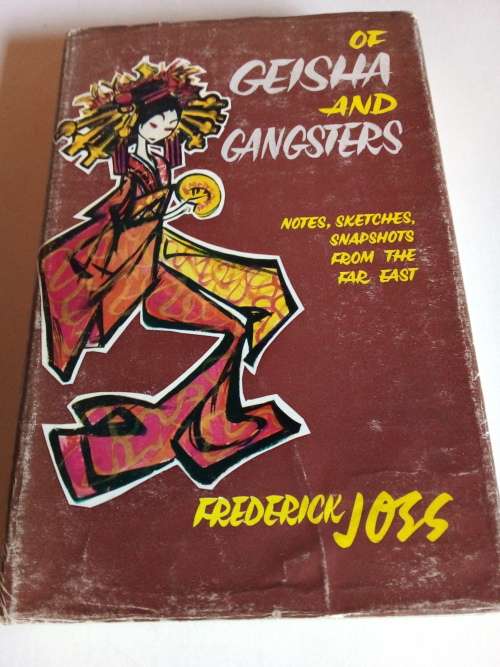 OF
GEISHA
AND
GANGSTERS
NOTES, SKETCHES,
SNAPSHOTS
FROM THE
FAR EAST
FREDERICK JOSS